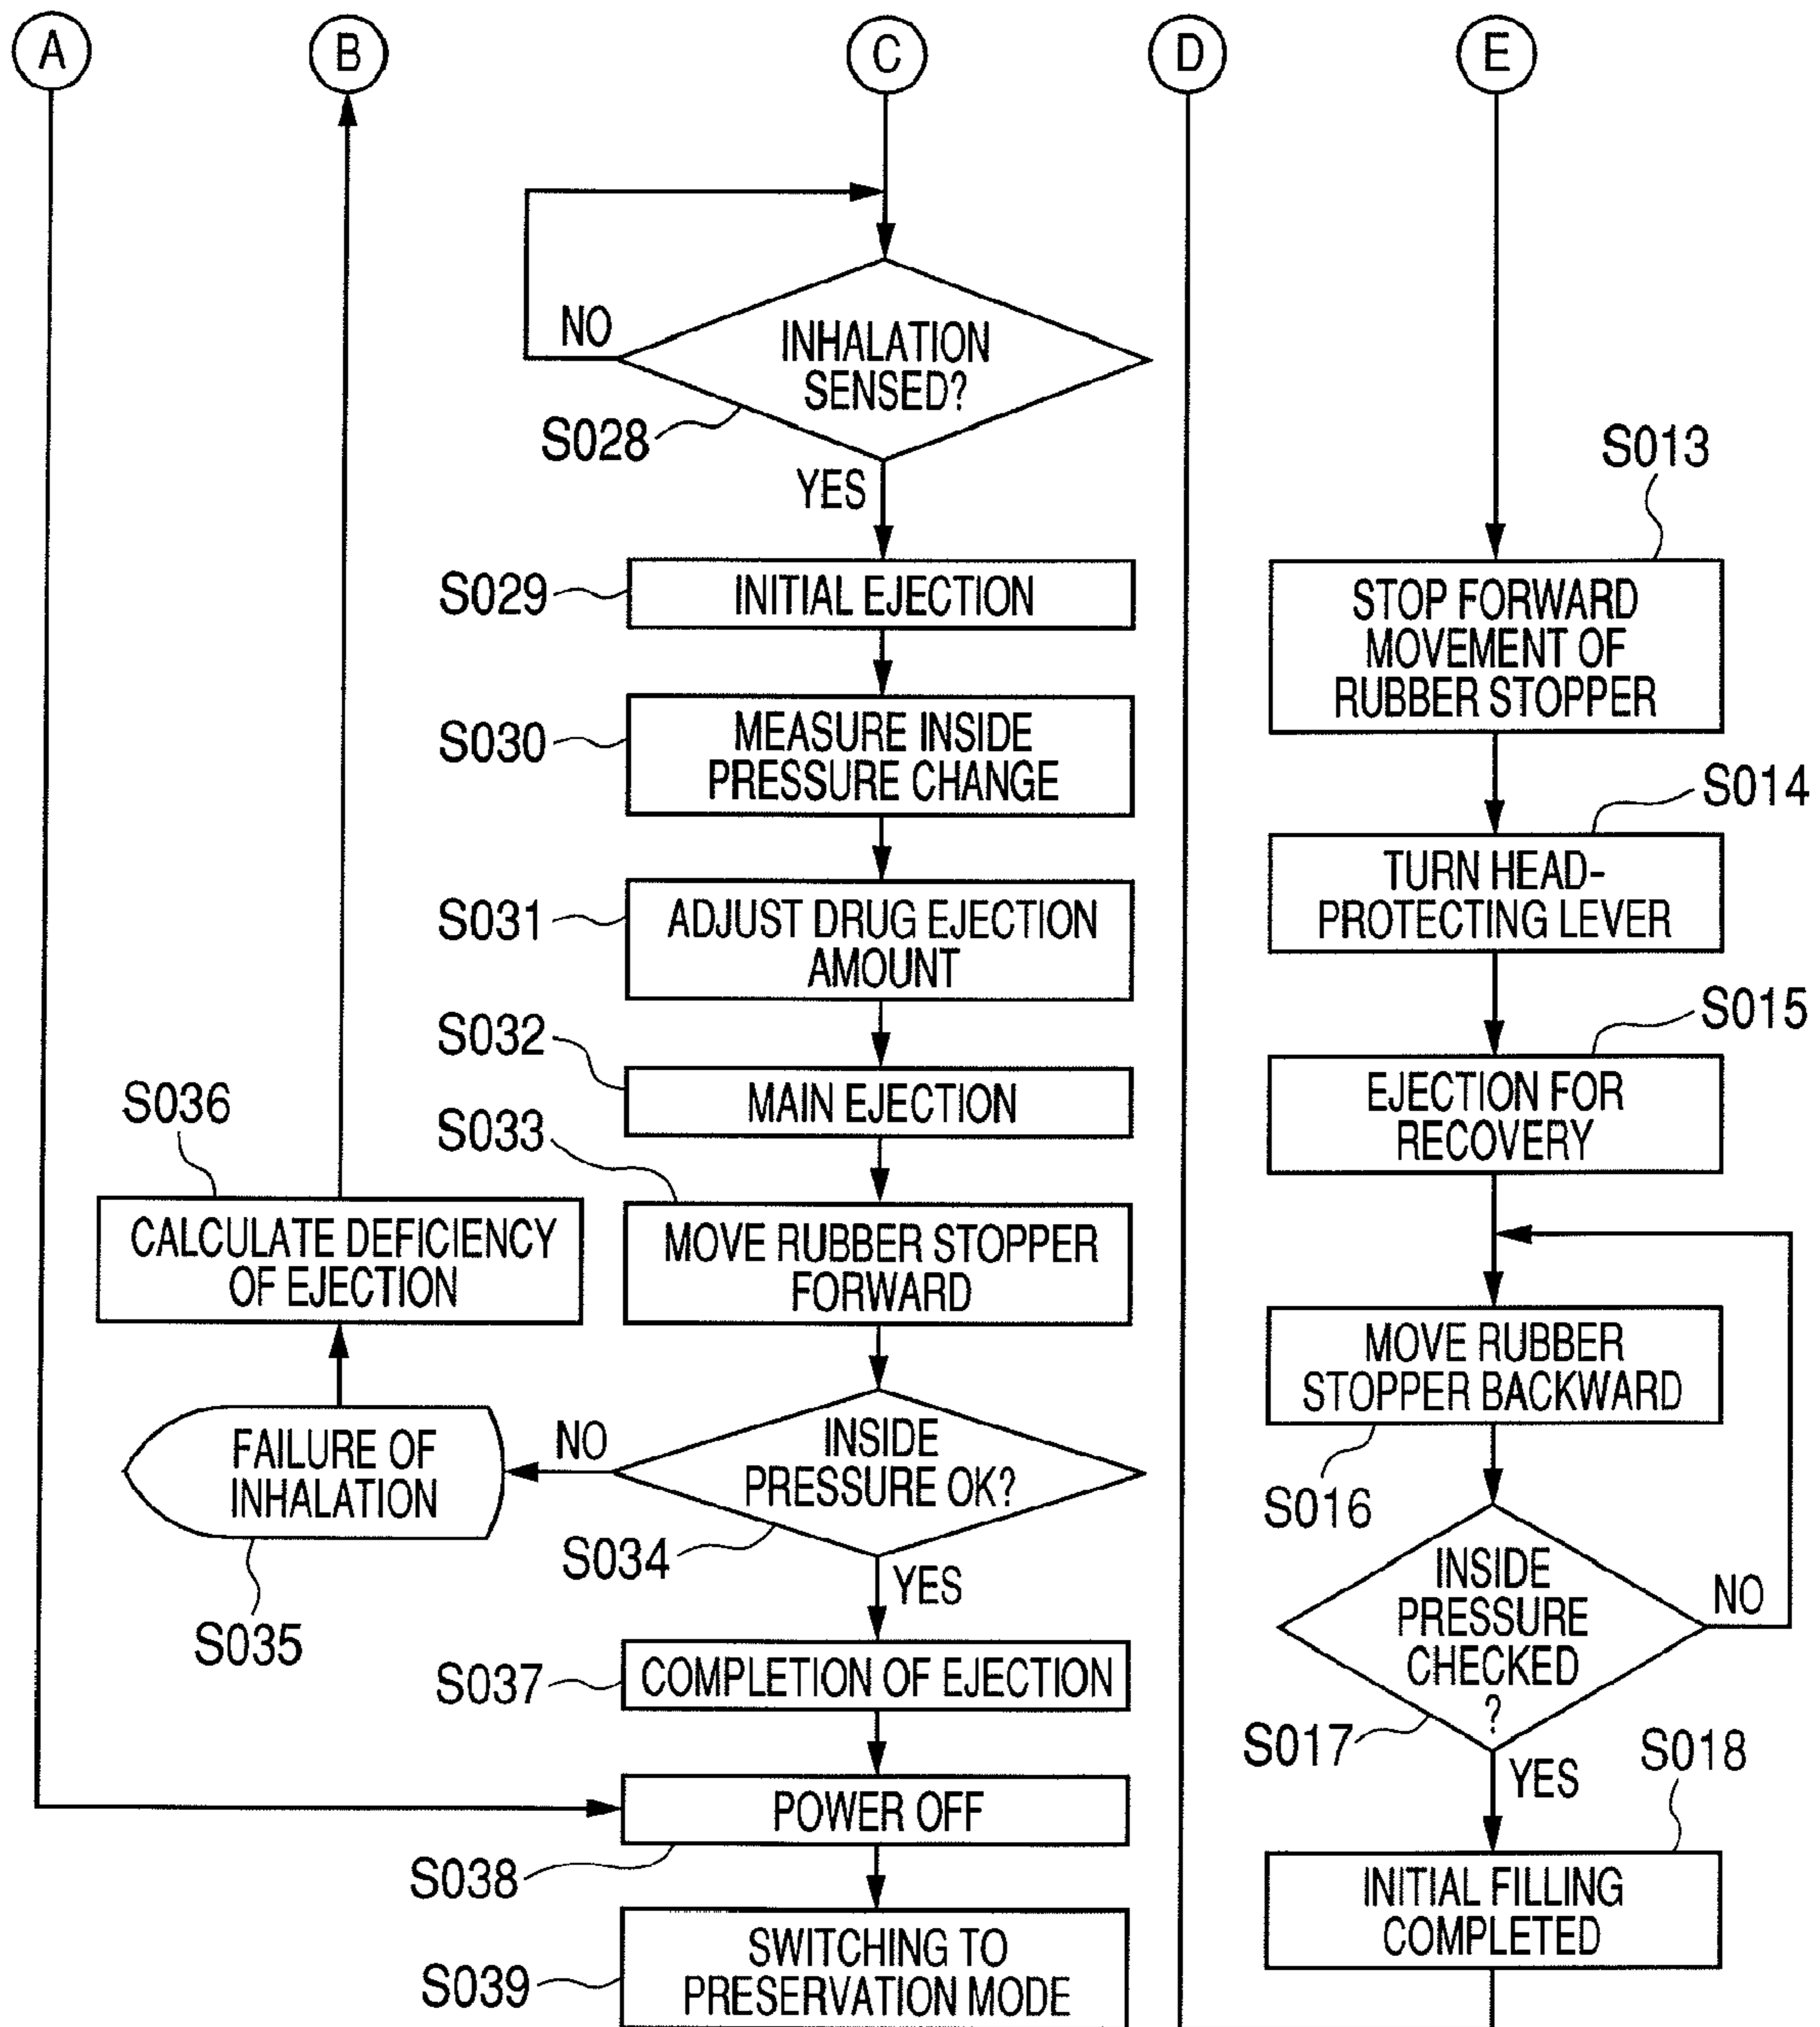 A
B
C
D
E
NO
INHALATION
SENSED?
S028
YES
S029
INITIAL EJECTION
S030
MEASURE INSIDE
PRESSURE CHANGE
S031
ADJUST DRUG EJECTION
AMOUNT
S032
MAIN EJECTION
S033
MOVE RUBBER STOPPER
FORWARD
INSIDE
PRESSURE OK?
S034
NO
FAILURE OF
INHALATION
S035
S036
CALCULATE DEFICIENCY
OF EJECTION
YES
S037
COMPLETION OF EJECTION
POWER OFF
S038
SWITCHING TO
PRESERVATION MODE
S039
S013
STOP FORWARD
MOVEMENT OF
RUBBER STOPPER
S014
TURN HEAD-
PROTECTING LEVER
S015
EJECTION FOR
RECOVERY
MOVE RUBBER
STOPPER BACKWARD
S016
INSIDE
PRESSURE
CHECKED
?
NO
S017
YES
S018
INITIAL FILLING
COMPLETED